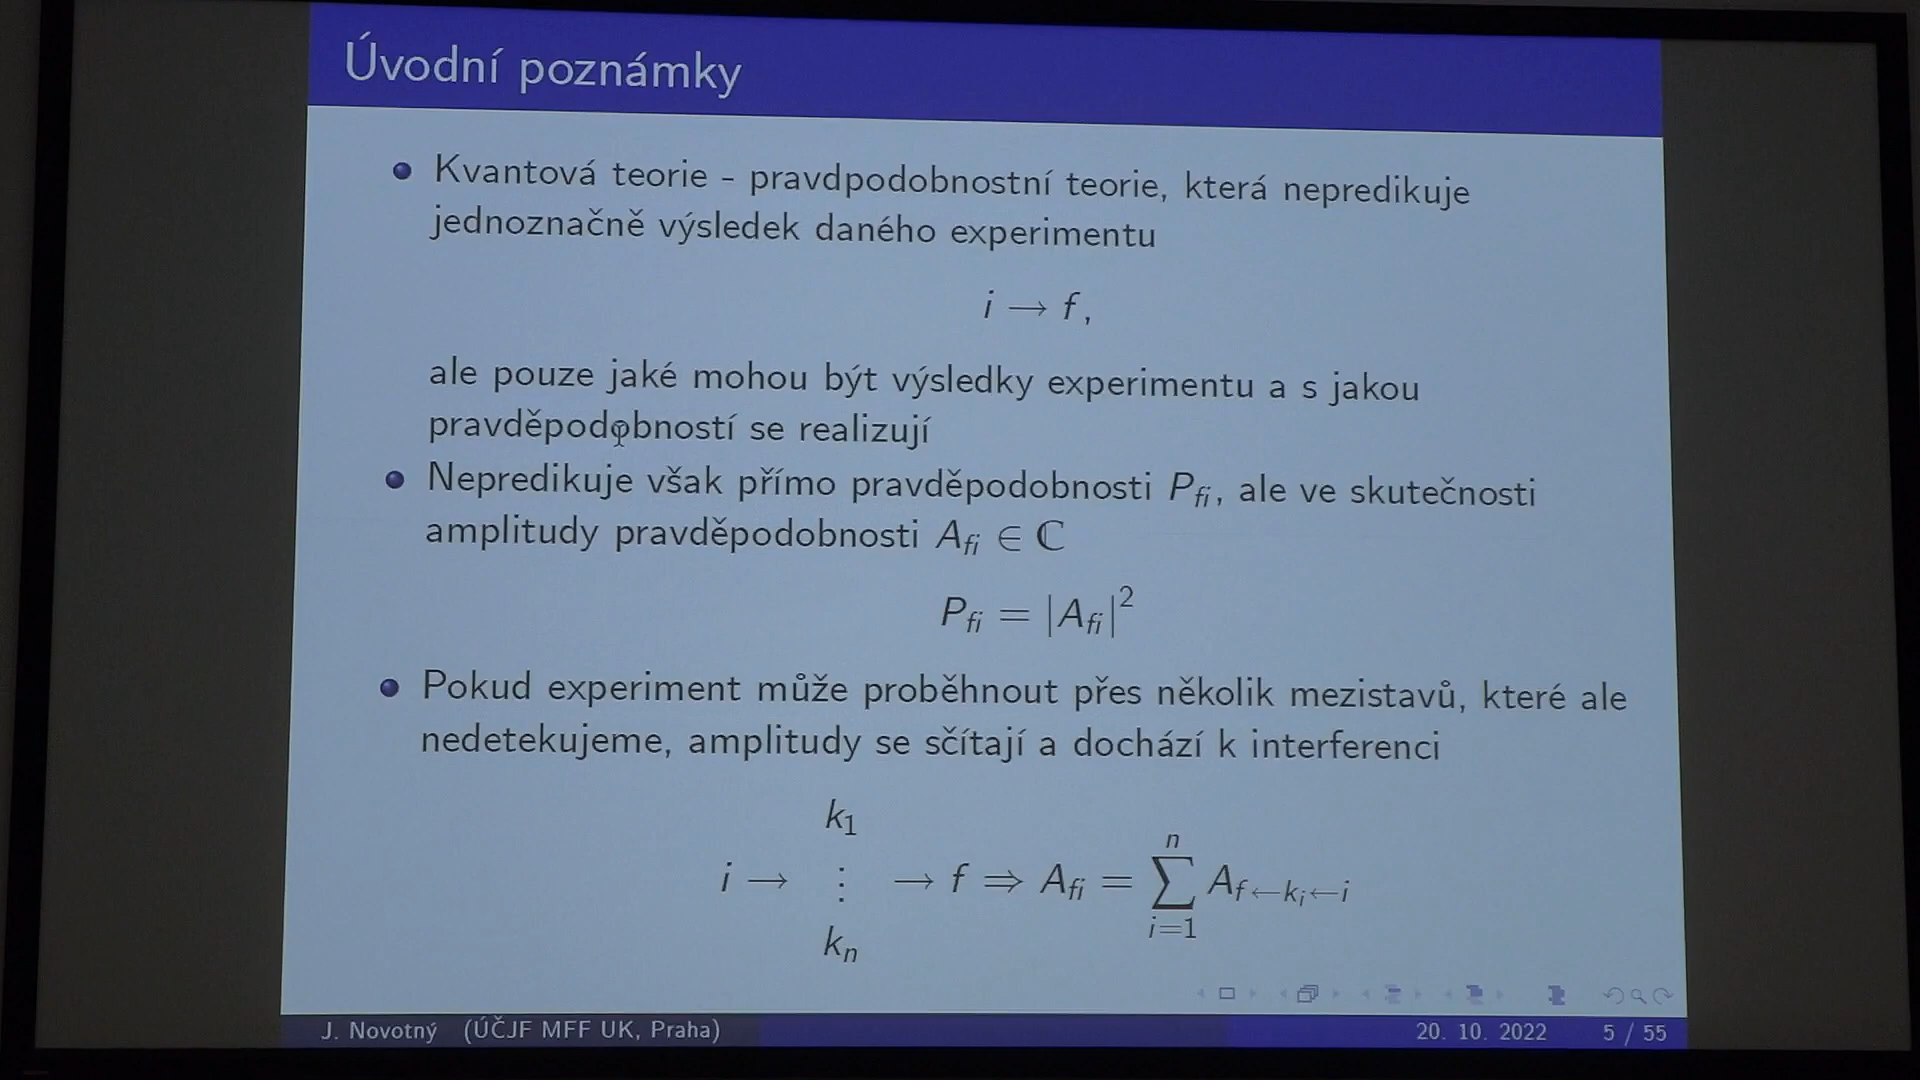 Úvodní poznámky
Kvantová teorie - pravdpodobnostní teorie, která nepredikuje
jednoznačně výsledek daného experimentu
i → f,
ale pouze jaké mohou být výsledky experimentu a s jakou
pravděpodobností se realizují
Nepredikuje však přímo pravděpodobnosti P_fi, ale ve skutečnosti
amplitudy pravděpodobnosti A_fi ∈ ℂ
P_fi = |A_fi|²
Pokud experiment může proběhnout přes několik mezistavů, které ale
nedetekujeme, amplitudy se sčítají a dochází k interferenci
k₁
i → ⋮ → f ⇒ A_fi = ∑_{i=1}^{n} A_{f←k_i←i}
kₙ
J. Novotný (ÚČJF MFF UK, Praha) 20. 10. 2022 5 / 55